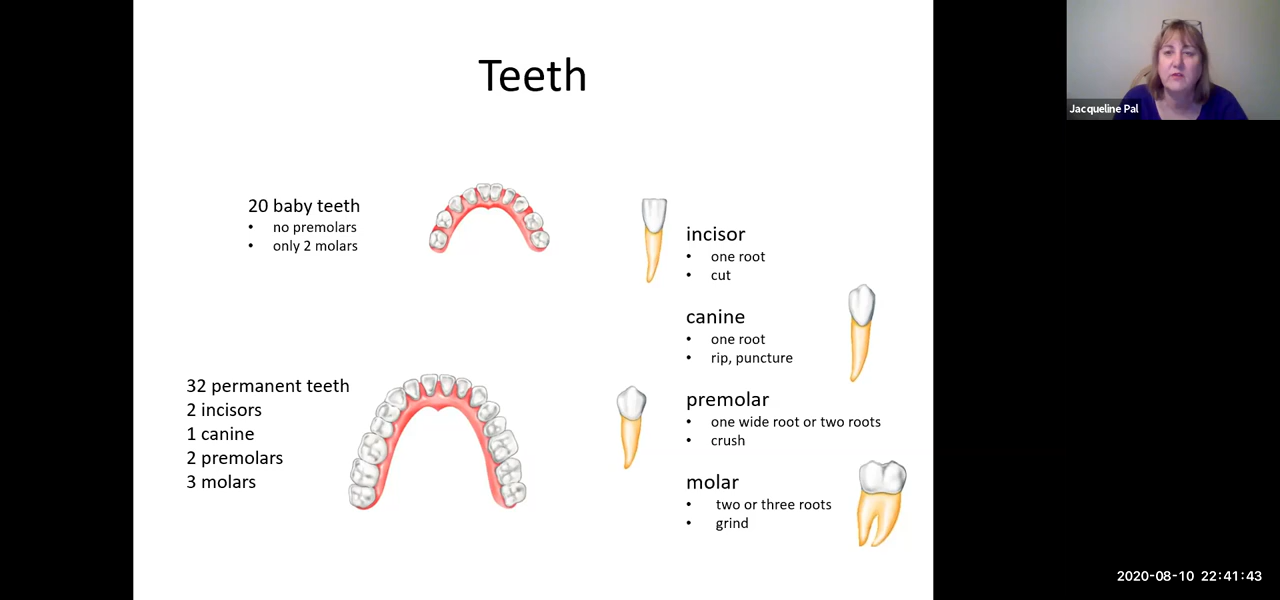 Teeth
20 baby teeth
• no premolars
• only 2 molars
32 permanent teeth
2 incisors
1 canine
2 premolars
3 molars
incisor
• one root
• cut
canine
• one root
• rip, puncture
premolar
• one wide root or two roots
• crush
molar
• two or three roots
• grind
Jacqueline Pal
2020-08-10 22:41:43